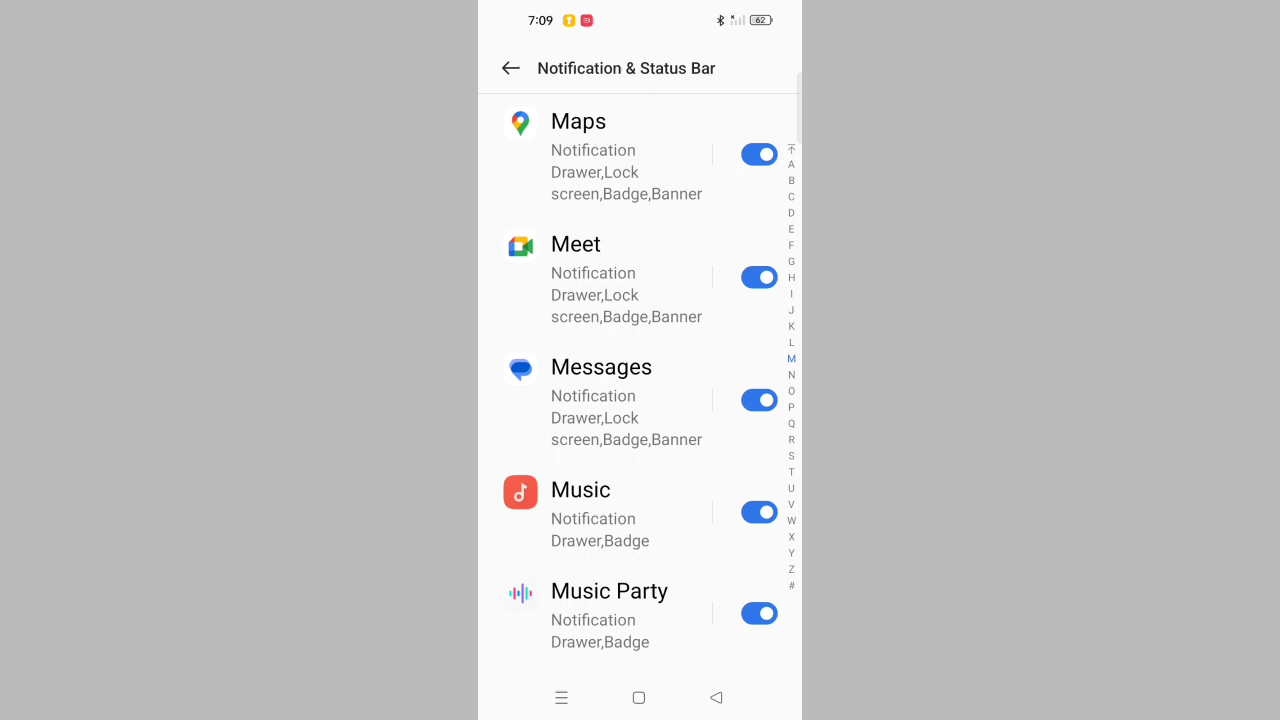 7:09
62
Notification & Status Bar
Maps
Notification
Drawer,Lock
screen,Badge,Banner
Meet
Notification
Drawer,Lock
screen,Badge,Banner
Messages
Notification
Drawer,Lock
screen,Badge,Banner
Music
Notification
Drawer,Badge
Music Party
Notification
Drawer,Badge
A
B
C
D
E
F
G
H
I
J
K
L
M
N
O
P
Q
R
S
T
U
V
W
X
Y
Z
#